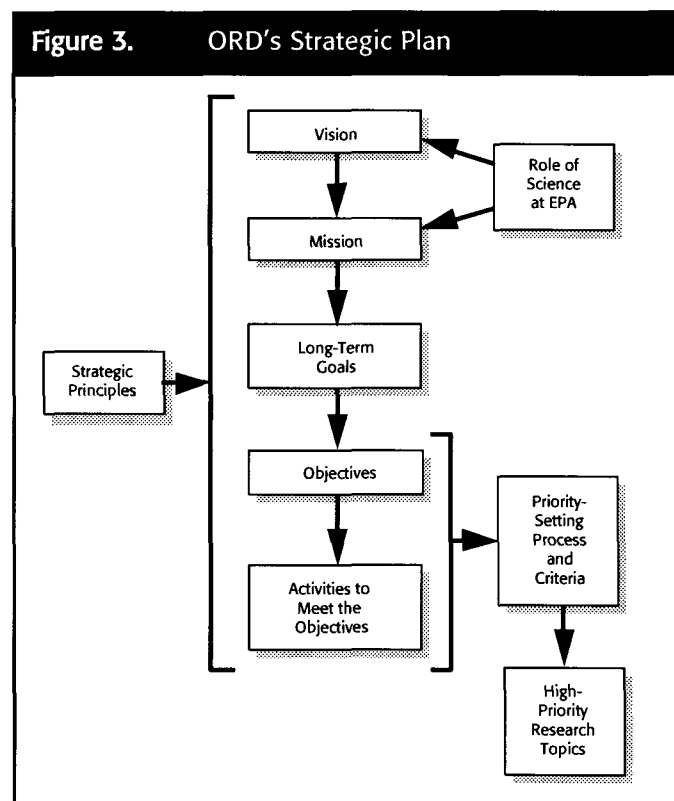 Figure 3. ORD's Strategic Plan
Vision
Role of
Science
at EPA
Mission
Long-Term
Goals
Strategic
Principles
Objectives
Priority-
Setting
Process
and
Criteria
Activities to
Meet the
Objectives
High-
Priority
Research
Topics